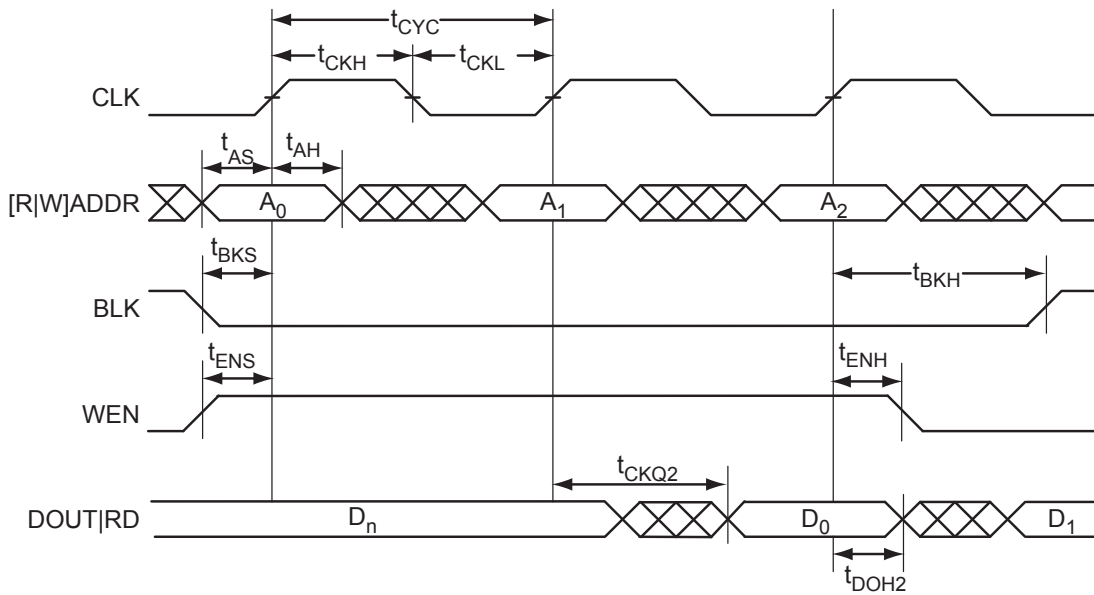 tCYC
tCKH tCKL
CLK
tAS tAH
[R|W]ADDR A0 A1 A2
tBKS tBKH
BLK
tENS tENH
WEN
tCKQ2
DOUT|RD Dn D0 D1
tDOH2